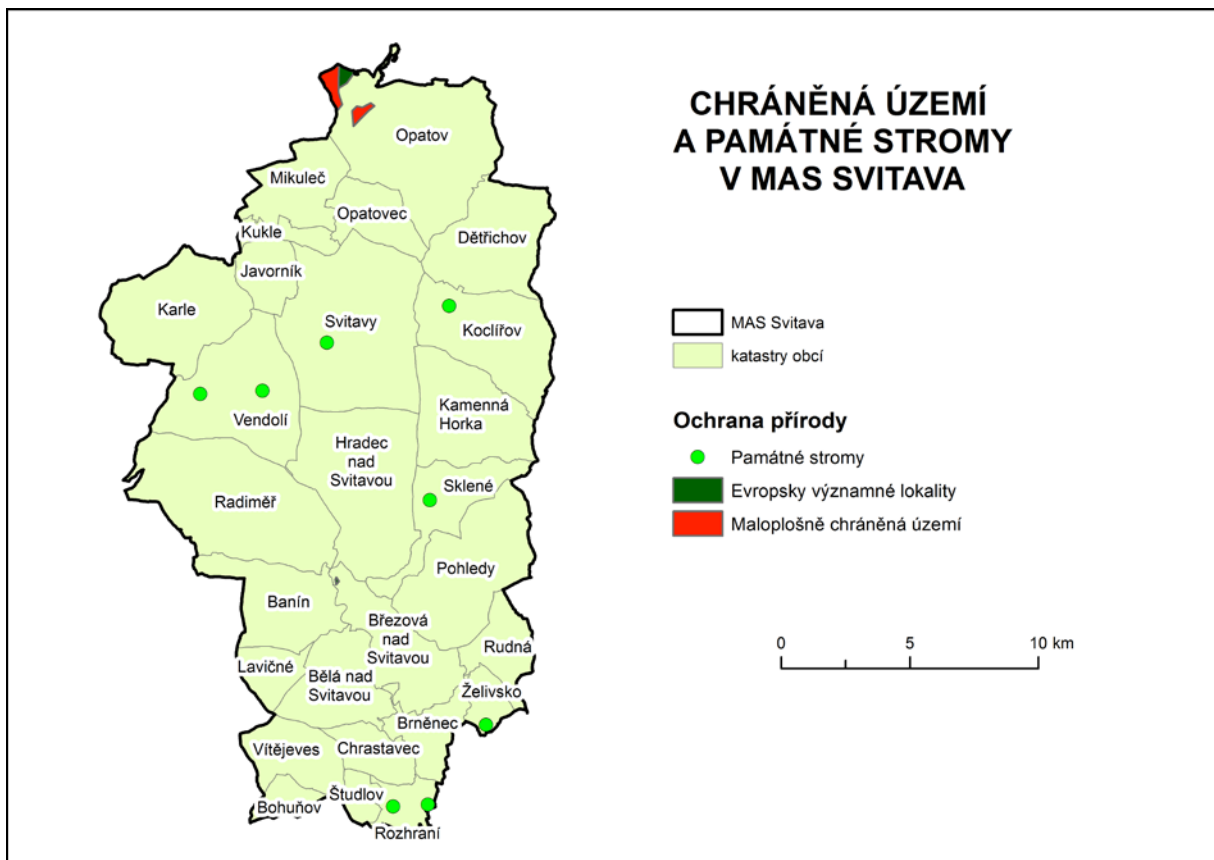 CHRÁNĚNÁ ÚZEMÍ
A PAMÁTNÉ STROMY
V MAS SVITAVA
Opatov
Mikuleč
Opatovec
Kukle
Dětřichov
Javorník
Karle
Svitavy
Koclířov
Vendolí
Kamenná
Horka
Hradec
nad
Svitavou
Sklené
Radiměř
Pohledy
Banín
Březová
nad
Svitavou
Rudná
Lavičné
Bělá nad
Svitavou
Želivsko
Brněnec
Vítějeves
Chrastavec
Študlov
Bohuňov
Rozhraní
MAS Svitava
katastry obcí
Ochrana přírody
Památné stromy
Evropsky významné lokality
Maloplošně chráněná území
0 5 10 km